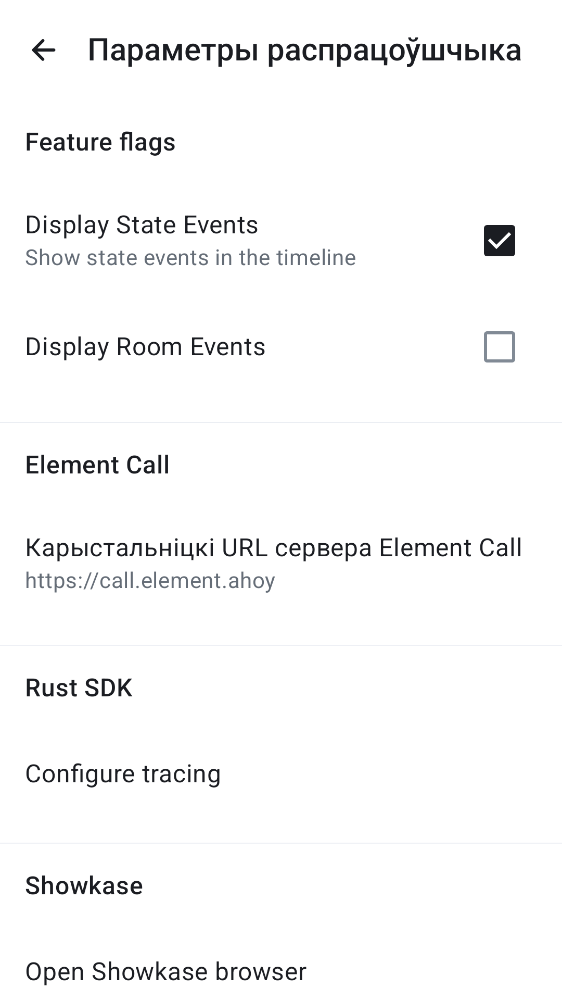 Параметры распрацоўшчыка
Feature flags
Display State Events
Show state events in the timeline
Display Room Events
Element Call
Карыстальніцкі URL сервера Element Call
https://call.element.ahoy
Rust SDK
Configure tracing
Showkase
Open Showkase browser